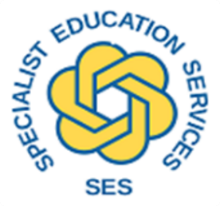 SPECIALIST EDUCATION SERVICES
SES